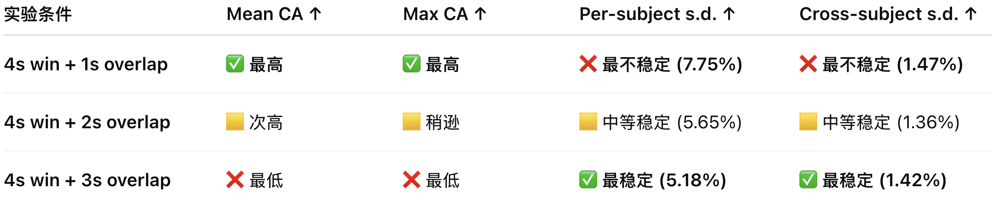 实验条件 Mean CA ↑ Max CA ↑ Per-subject s.d. ↑ Cross-subject s.d. ↑
4s win + 1s overlap ✅ 最高 ✅ 最高 ❌ 最不稳定 (7.75%) ❌ 最不稳定 (1.47%)
4s win + 2s overlap 🟨 次高 🟨 稍逊 🟨 中等稳定 (5.65%) 🟨 中等稳定 (1.36%)
4s win + 3s overlap ❌ 最低 ❌ 最低 ✅ 最稳定 (5.18%) ✅ 最稳定 (1.42%)